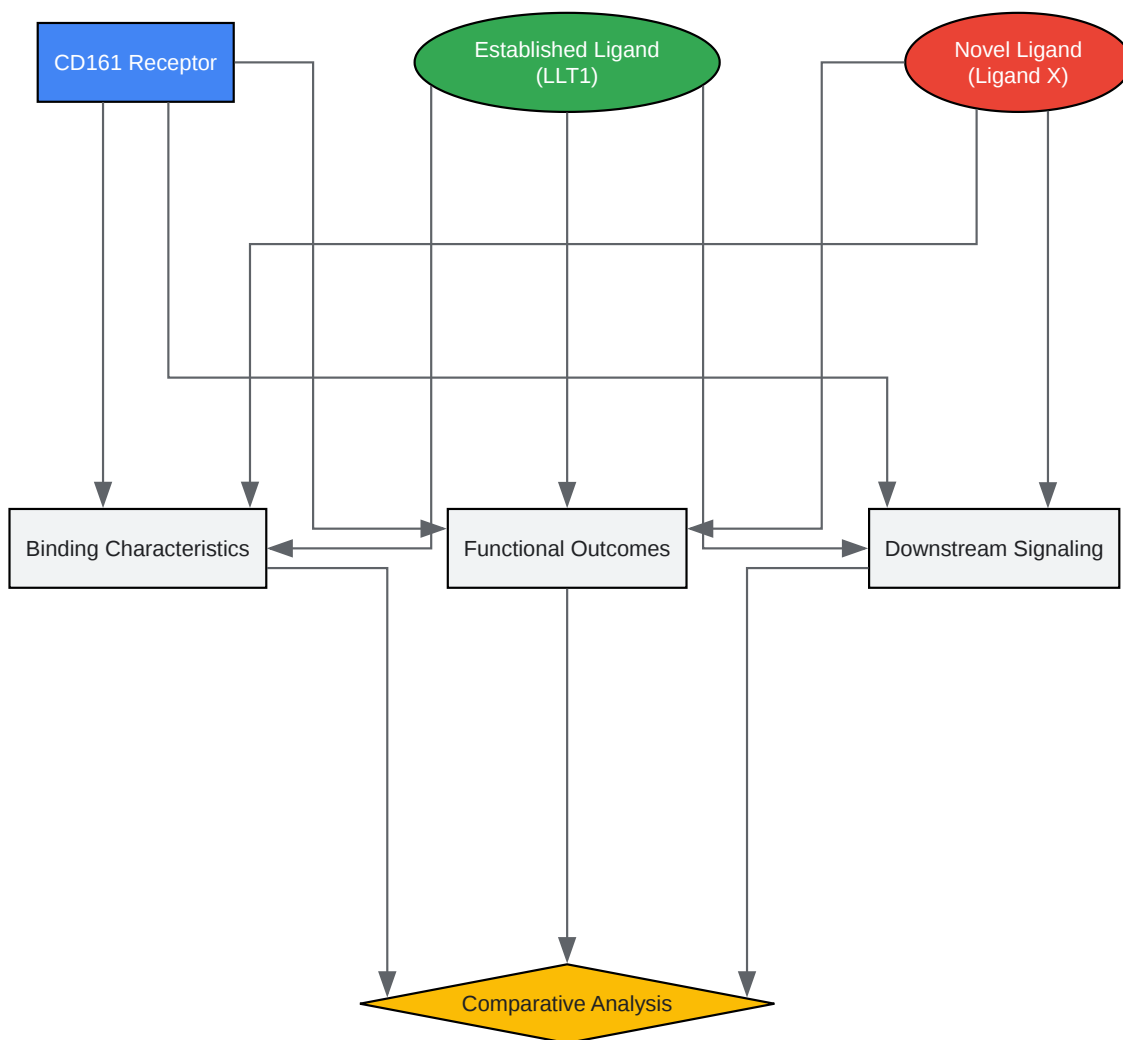 CD161 Receptor
Established Ligand
(LLT1)
Novel Ligand
(Ligand X)
Binding Characteristics
Functional Outcomes
Downstream Signaling
Comparative Analysis